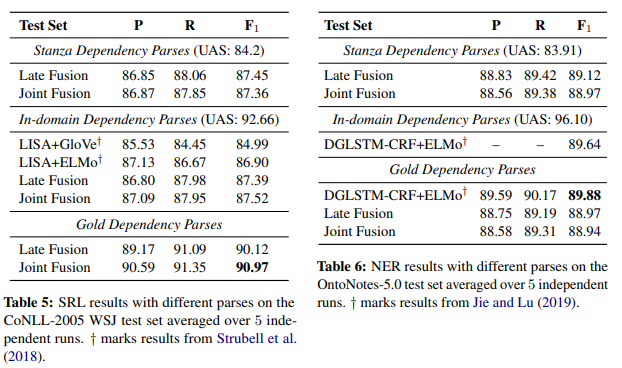 Test Set P R F1
Stanza Dependency Parses (UAS: 84.2)
Late Fusion 86.85 88.06 87.45
Joint Fusion 86.87 87.85 87.36
In-domain Dependency Parses (UAS: 92.66)
LISA+GloVe† 85.53 84.45 84.99
LISA+ELMo† 87.13 86.67 86.90
Late Fusion 86.80 87.98 87.39
Joint Fusion 87.09 87.95 87.52
Gold Dependency Parses
Late Fusion 89.17 91.09 90.12
Joint Fusion 90.59 91.35 90.97
Table 5: SRL results with different parses on the
CoNLL-2005 WSJ test set averaged over 5 inde-
pendent runs. † marks results from Strubell et al.
(2018).
Test Set P R F1
Stanza Dependency Parses (UAS: 83.91)
Late Fusion 88.83 89.42 89.12
Joint Fusion 88.56 89.38 88.97
In-domain Dependency Parses (UAS: 96.10)
DGLSTM-CRF+ELMo† – – 89.64
Gold Dependency Parses
DGLSTM-CRF+ELMo† 89.59 90.17 89.88
Late Fusion 88.75 89.19 88.97
Joint Fusion 88.58 89.31 88.94
Table 6: NER results with different parses on the
OntoNotes-5.0 test set averaged over 5 independent
runs. † marks results from Jie and Lu (2019).